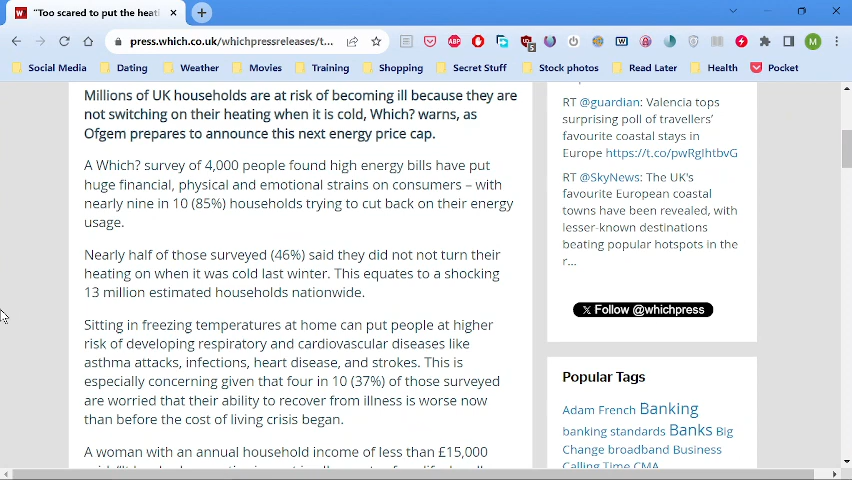 "Too scared to put the heati
press.which.co.uk/whichpressreleases/t...
Social Media
Dating
Weather
Movies
Training
Shopping
Secret Stuff
Stock photos
Read Later
Health
Pocket
Millions of UK households are at risk of becoming ill because they are
not switching on their heating when it is cold, Which? warns, as
Ofgem prepares to announce this next energy price cap.
A Which? survey of 4,000 people found high energy bills have put
huge financial, physical and emotional strains on consumers – with
nearly nine in 10 (85%) households trying to cut back on their energy
usage.
Nearly half of those surveyed (46%) said they did not not turn their
heating on when it was cold last winter. This equates to a shocking
13 million estimated households nationwide.
Sitting in freezing temperatures at home can put people at higher
risk of developing respiratory and cardiovascular diseases like
asthma attacks, infections, heart disease, and strokes. This is
especially concerning given that four in 10 (37%) of those surveyed
are worried that their ability to recover from illness is worse now
than before the cost of living crisis began.
A woman with an annual household income of less than £15,000
RT @guardian: Valencia tops
surprising poll of travellers'
favourite coastal stays in
Europe https://t.co/pwRgIhtbvG
RT @SkyNews: The UK's
favourite European coastal
towns have been revealed, with
lesser-known destinations
beating popular hotspots in the
r...
X Follow @whichpress
Popular Tags
Adam French Banking
banking standards Banks Big
Change broadband Business
Calling Time CMA